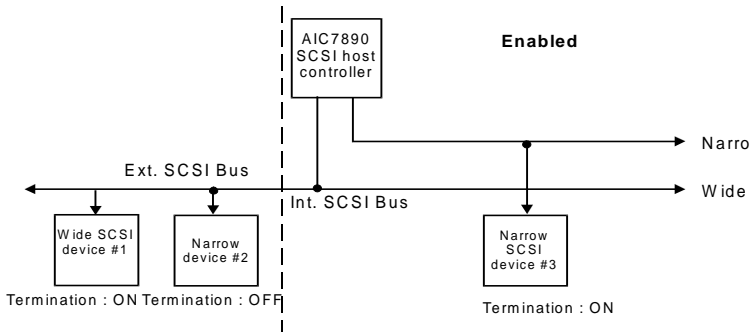 AIC7890
SCSI host
controller
Enabled
Narro
Ext. SCSI Bus
Wide
Int. SCSI Bus
Wide SCSI
device #1
Narrow
device #2
Narrow
SCSI
device #3
Termination : ON
Termination : OFF
Termination : ON